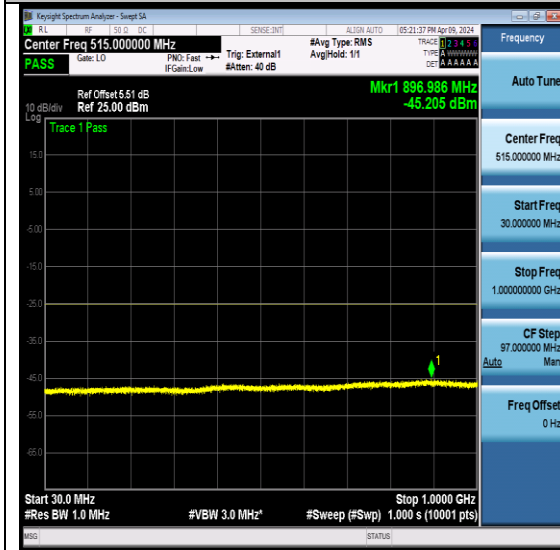 Keysight Spectrum Analyzer - Swept SA
RL RF 50 Ω DC SENSE:INT ALIGN AUTO 05:21:37 PM Apr 09, 2024
Center Freq 515.000000 MHz #Avg Type: RMS TRACE 1 2 3 4 5 6
PASS Gate: LO PNO: Fast Trig: External1 Avg|Hold: 1/1 TYPE A WWWWW
IFGain:Low #Atten: 40 dB DET A A A A A A
Mkr1 896.986 MHz
Ref Offset 5.51 dB
10 dB/div Ref 25.00 dBm -45.205 dBm
Log
Trace 1 Pass
15.0
5.00
-5.00
-15.0
-25.0
-35.0
1
-45.0
-55.0
-65.0
Start 30.0 MHz Stop 1.0000 GHz
#Res BW 1.0 MHz #VBW 3.0 MHz* #Sweep (#Swp) 1.000 s (10001 pts)
MSG STATUS
Frequency
Auto Tune
Center Freq
515.000000 MHz
Start Freq
30.000000 MHz
Stop Freq
1.000000000 GHz
CF Step
97.000000 MHz
Auto Man
Freq Offset
0 Hz